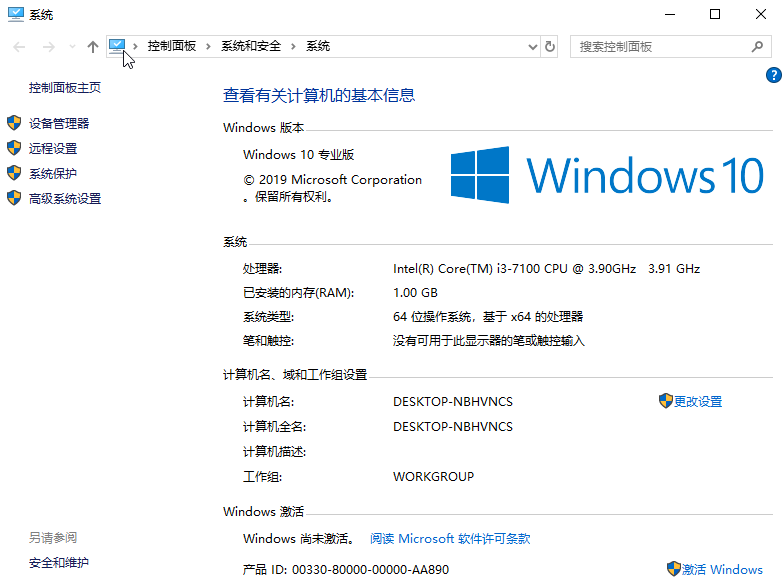 系统
控制面板 系统和安全 系统
搜索控制面板
控制面板主页
设备管理器
远程设置
系统保护
高级系统设置
查看有关计算机的基本信息
Windows 版本
Windows 10 专业版
© 2019 Microsoft Corporation
。保留所有权利。
Windows 10
系统
处理器: Intel(R) Core(TM) i3-7100 CPU @ 3.90GHz 3.91 GHz
已安装的内存(RAM): 1.00 GB
系统类型: 64 位操作系统，基于 x64 的处理器
笔和触控: 没有可用于此显示器的笔或触控输入
计算机名、域和工作组设置
计算机名: DESKTOP-NBHVNCS 更改设置
计算机全名: DESKTOP-NBHVNCS
计算机描述:
工作组: WORKGROUP
Windows 激活
Windows 尚未激活。 阅读 Microsoft 软件许可条款
产品 ID: 00330-80000-00000-AA890 激活 Windows
另请参阅
安全和维护